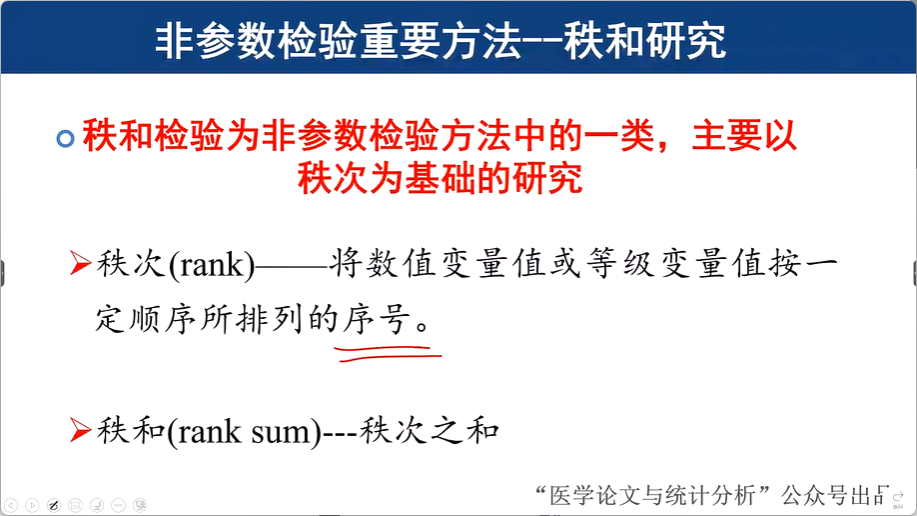 非参数检验重要方法--秩和研究
秩和检验为非参数检验方法中的一类，主要以
秩次为基础的研究
秩次(rank)——将数值变量值或等级变量值按一
定顺序所排列的序号。
秩和(rank sum)---秩次之和
“医学论文与统计分析”公众号出品